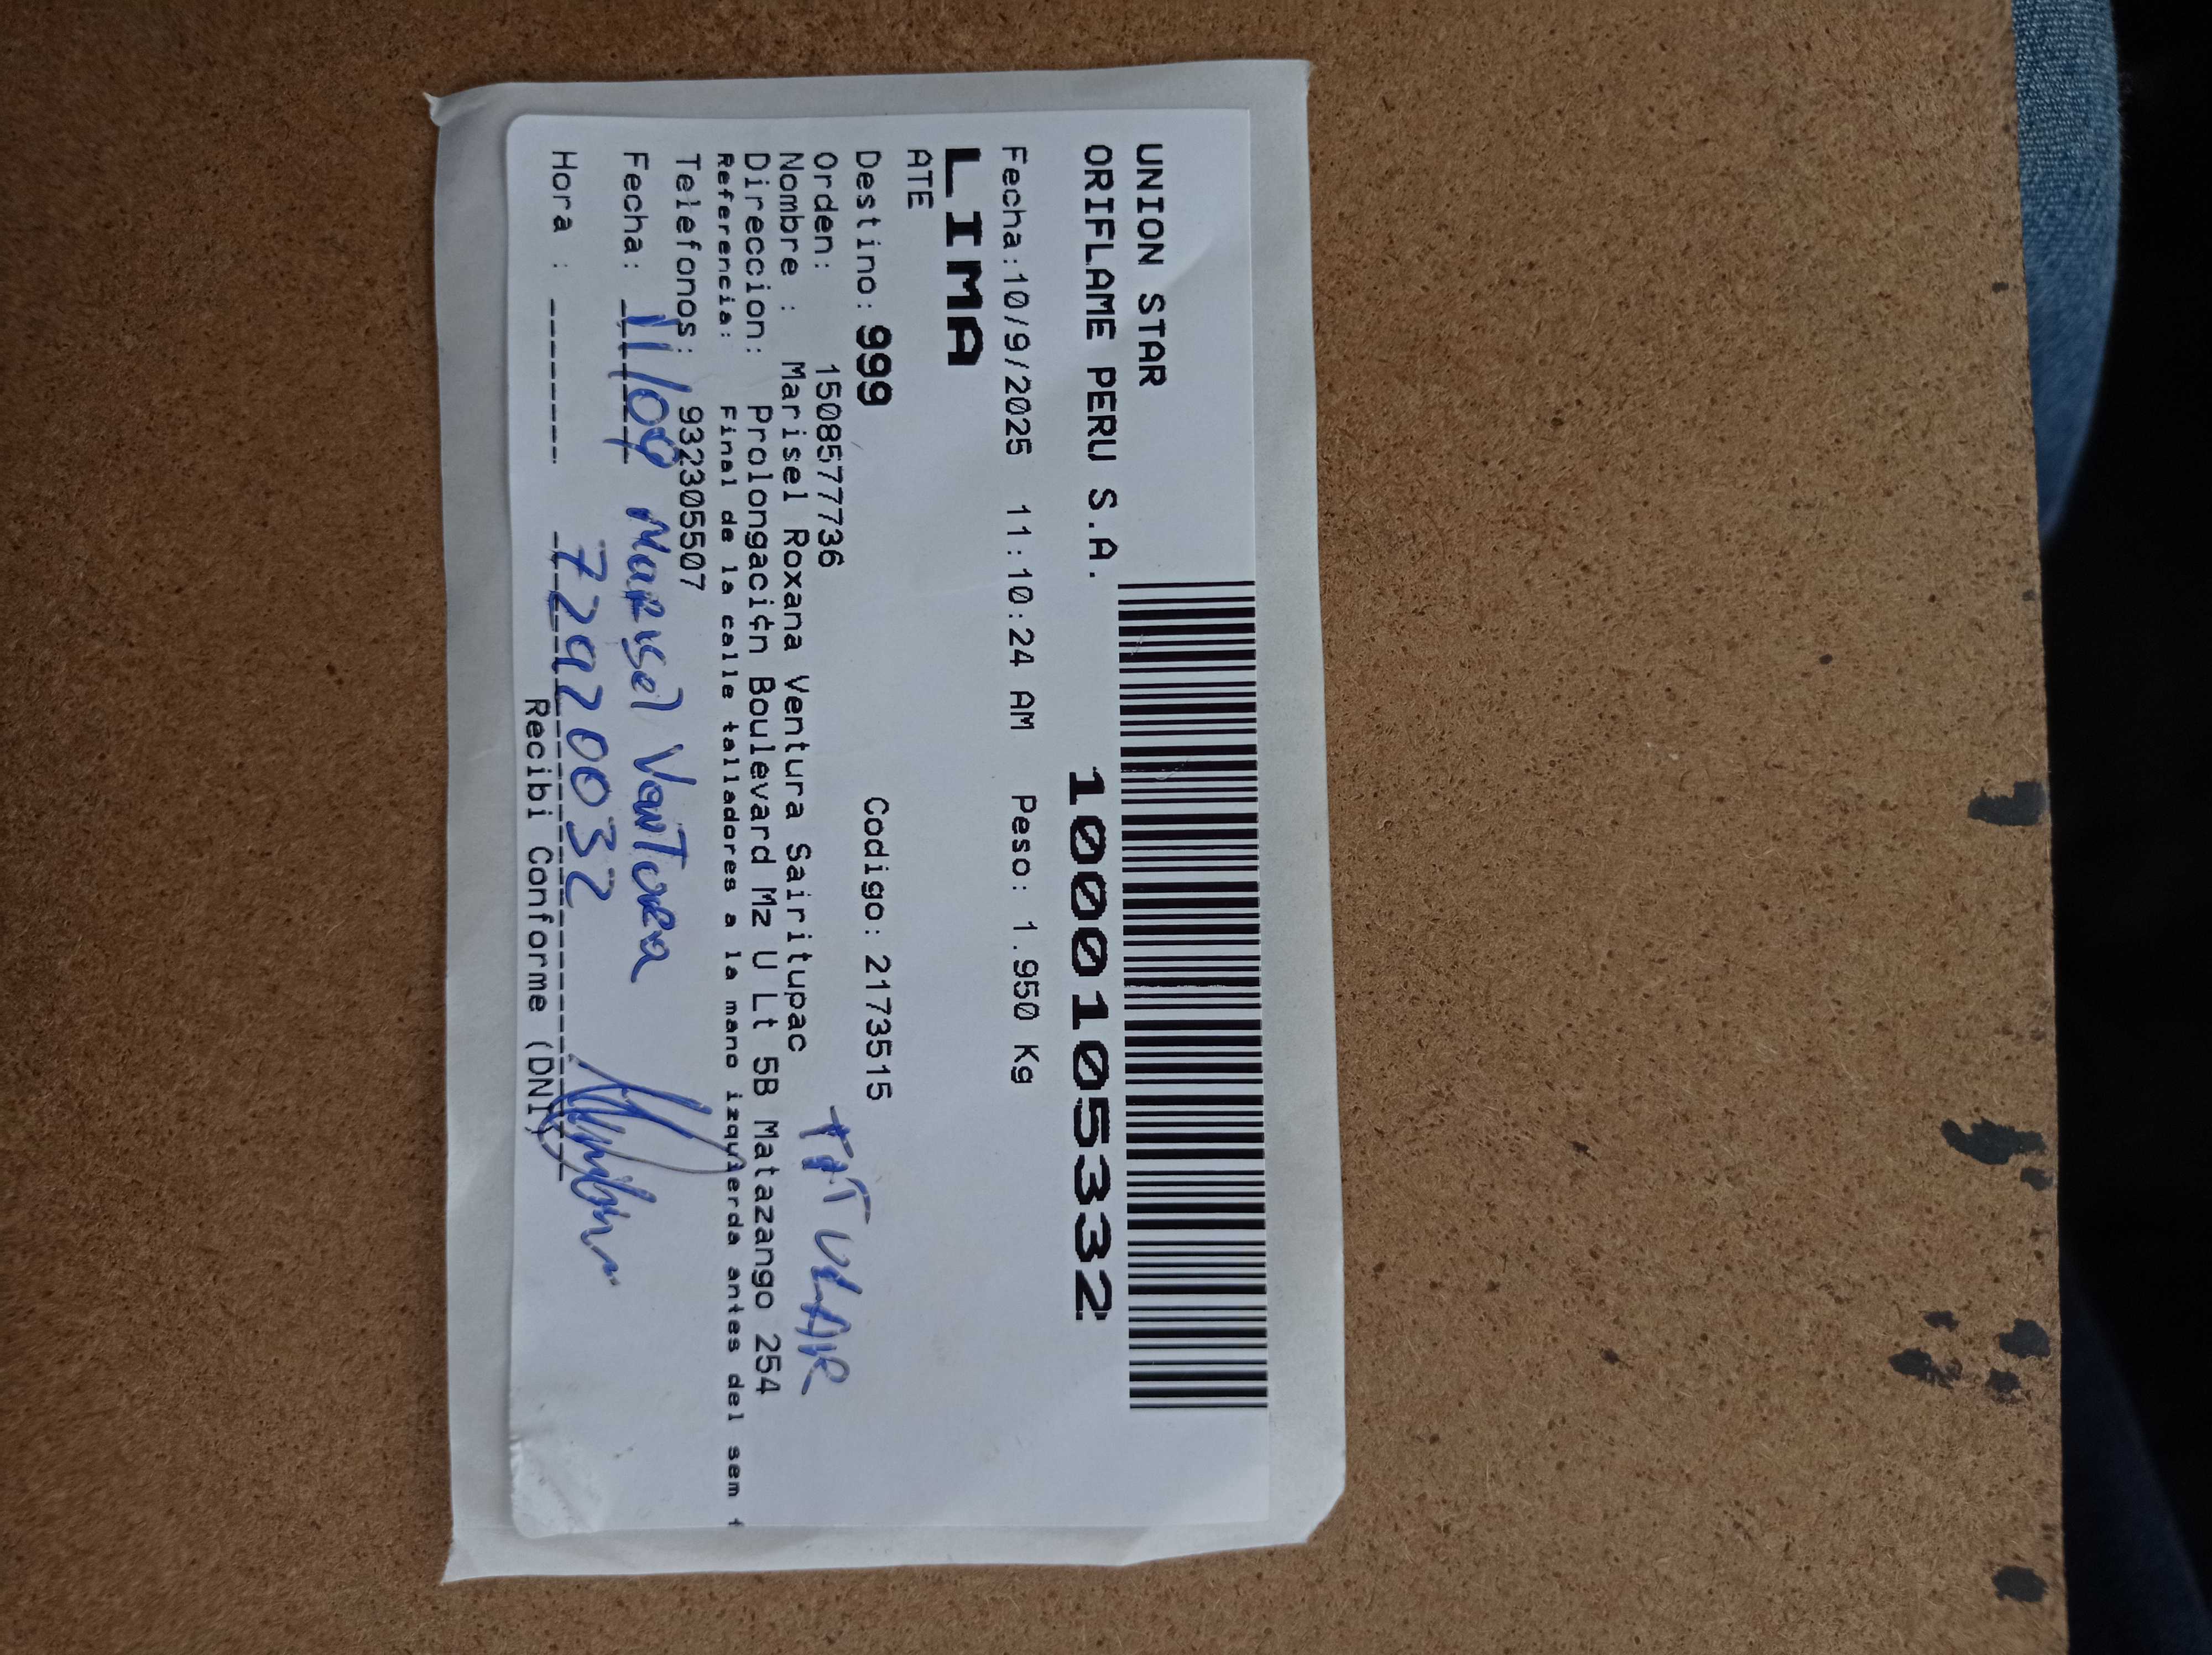 UNION STAR
ORIFLAME PERU S.A.
10001053332
Fecha:10/9/2025 11:10:24 AM Peso: 1.950 Kg
LIMA
ATE
Destino: 999 Codigo: 2173515
Orden: 150857736
TITULAR
Nombre : Marisel Roxana Ventura Sairitupac
Direccion: Prolongaci¢n Boulevard Mz U Lt 5B Matazango 254
Referencia: Final de la calle talladores a la mano izquierda antes del sem
Telefonos: 932305507
Fecha: 11/09 Marisel Ventura
Hora : 72920032
Recibi Conforme (DNI)